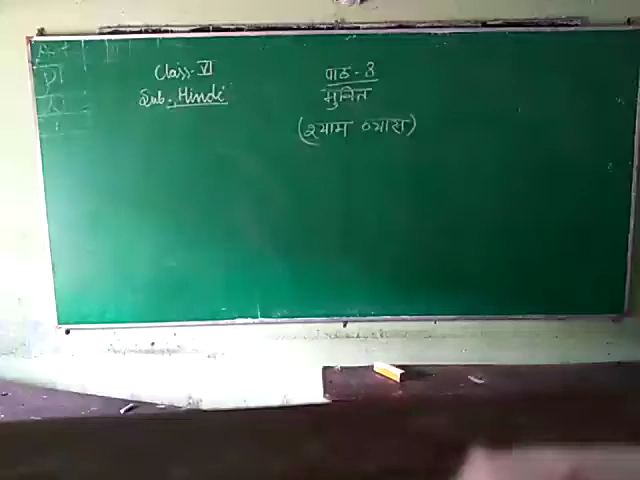 Class- VI
Sub. Hindi
पाठ - 3
मुनित
(श्याम व्यास)